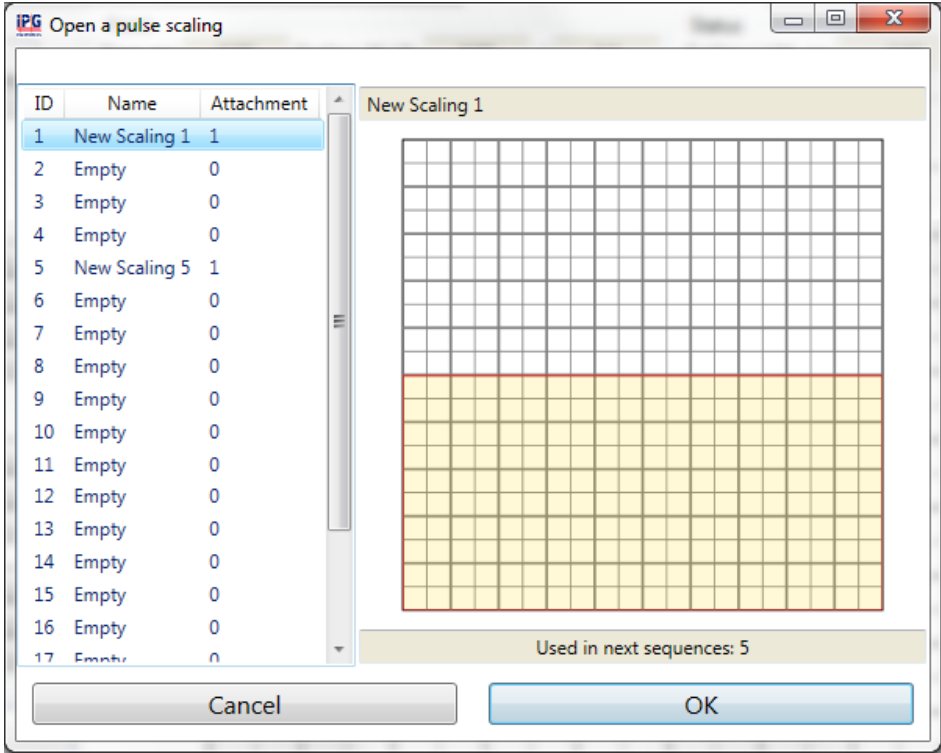 IPG Open a pulse scaling
ID Name Attachment
New Scaling 1
1 New Scaling 1 1
2 Empty 0
3 Empty 0
4 Empty 0
5 New Scaling 5 1
6 Empty 0
7 Empty 0
8 Empty 0
9 Empty 0
10 Empty 0
11 Empty 0
12 Empty 0
13 Empty 0
14 Empty 0
15 Empty 0
16 Empty 0
17 Empty 0
Used in next sequences: 5
Cancel OK